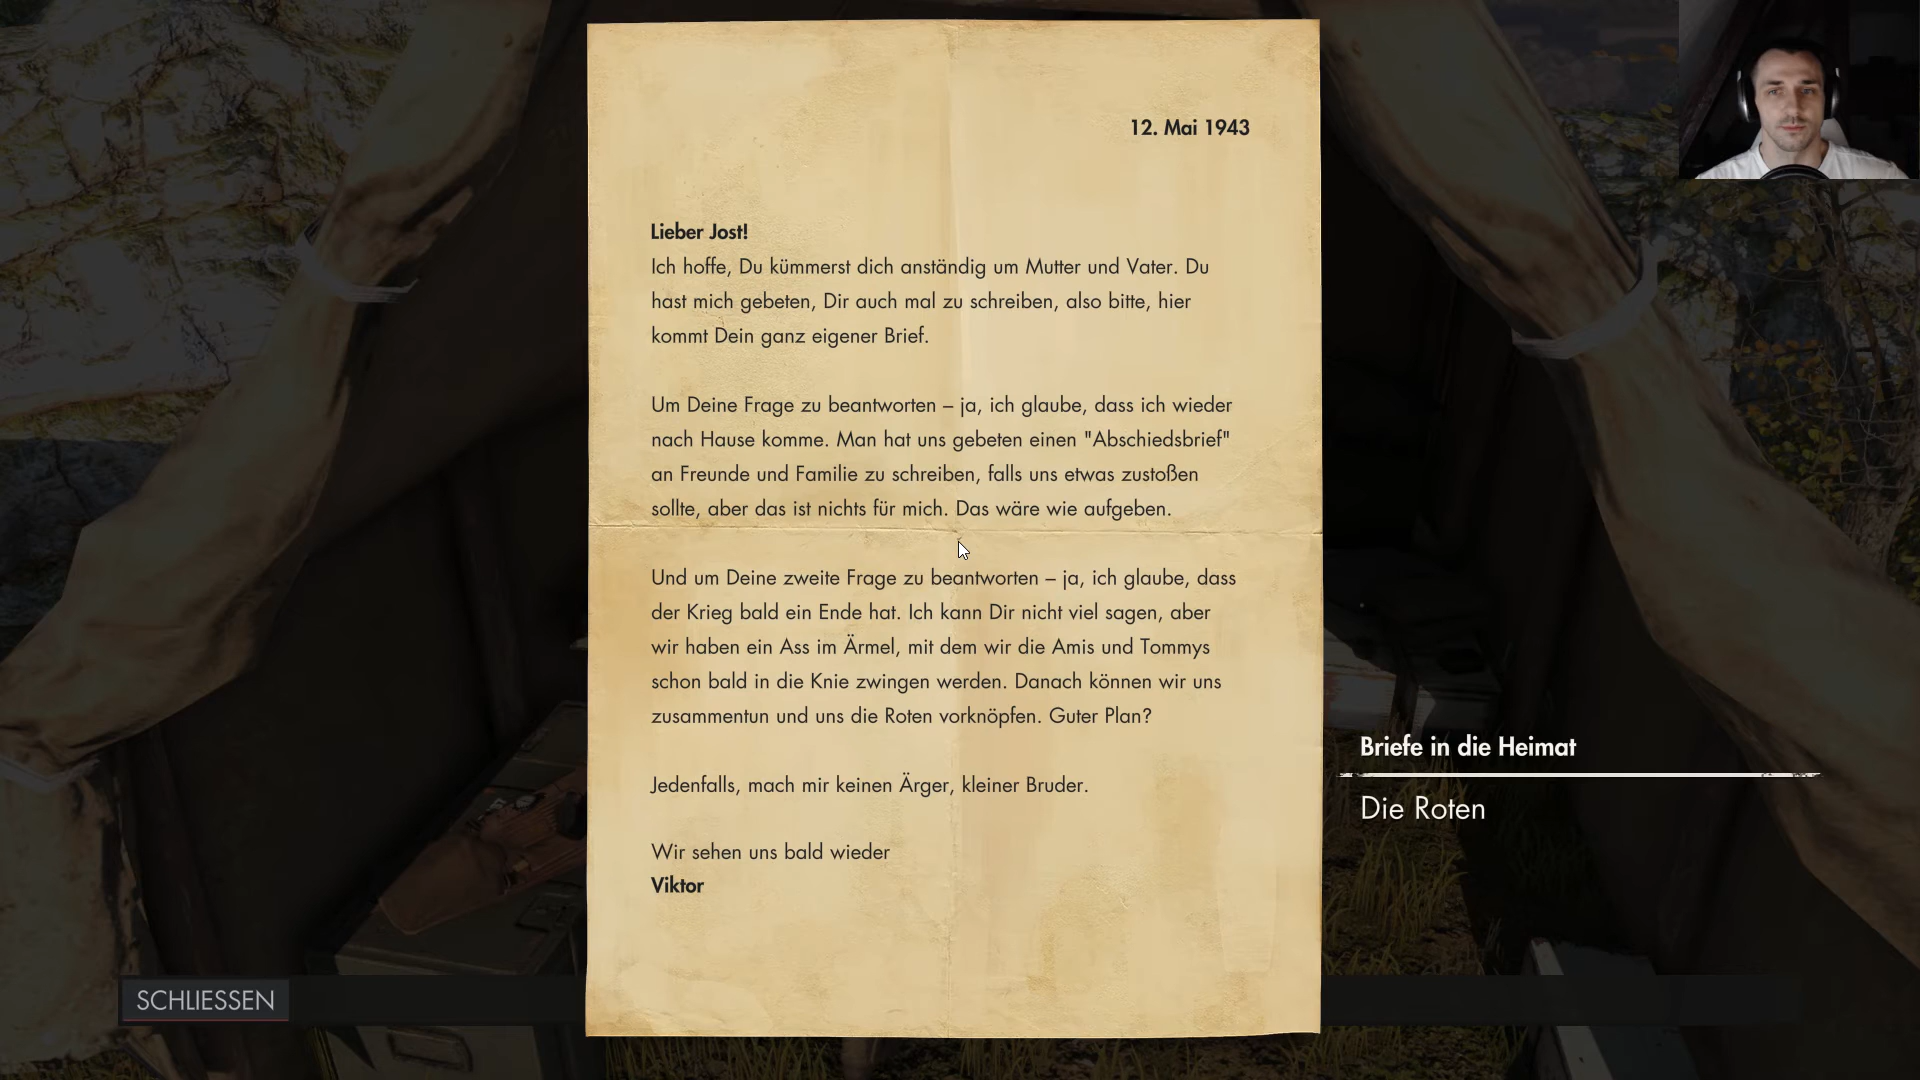 12. Mai 1943
Lieber Jost!
Ich hoffe, Du kümmerst dich anständig um Mutter und Vater. Du
hast mich gebeten, Dir auch mal zu schreiben, also bitte, hier
kommt Dein ganz eigener Brief.
Um Deine Frage zu beantworten – ja, ich glaube, dass ich wieder
nach Hause komme. Man hat uns gebeten einen "Abschiedsbrief"
an Freunde und Familie zu schreiben, falls uns etwas zustoßen
sollte, aber das ist nichts für mich. Das wäre wie aufgeben.
Und um Deine zweite Frage zu beantworten – ja, ich glaube, dass
der Krieg bald ein Ende hat. Ich kann Dir nicht viel sagen, aber
wir haben ein Ass im Ärmel, mit dem wir die Amis und Tommys
schon bald in die Knie zwingen werden. Danach können wir uns
zusammentun und uns die Roten vorknöpfen. Guter Plan?
Jedenfalls, mach mir keinen Ärger, kleiner Bruder.
Wir sehen uns bald wieder
Viktor
Briefe in die Heimat
Die Roten
SCHLIESSEN